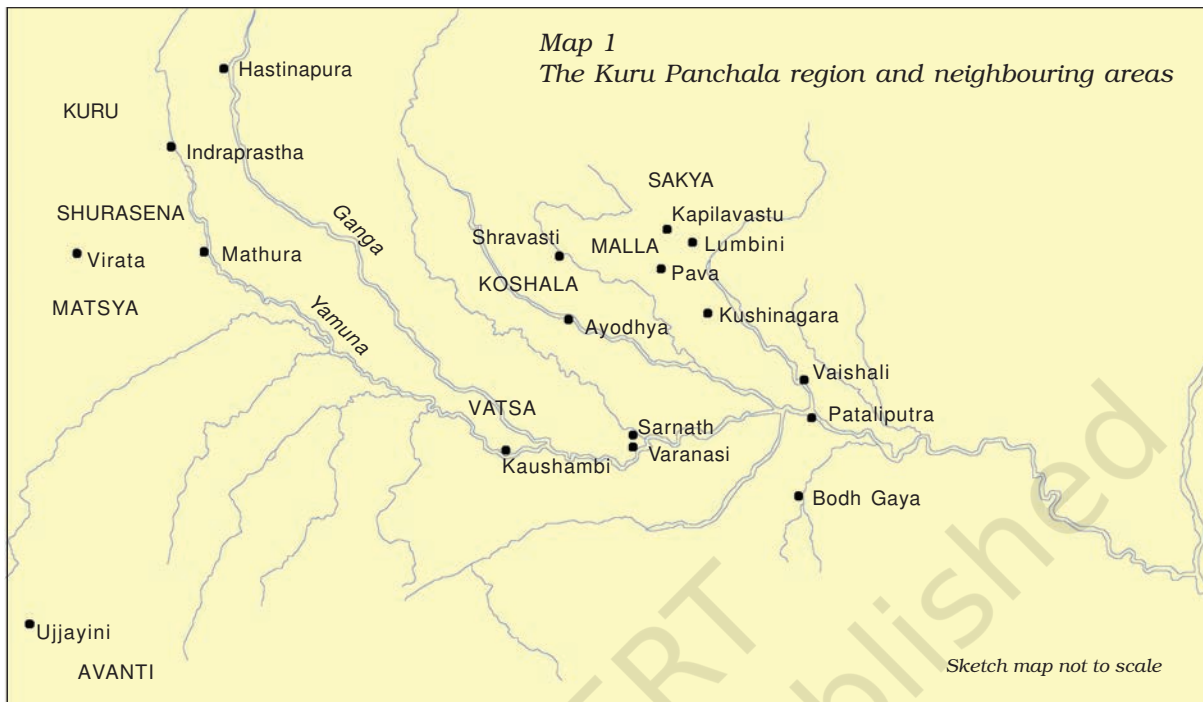 Map 1
The Kuru Panchala region and neighbouring areas
Hastinapura
KURU
Indraprastha
SAKYA
Kapilavastu
SHURASENA
Ganga
Shravasti
MALLA
Lumbini
Virata
Mathura
Pava
KOSHALA
MATSYA
Yamuna
Ayodhya
Kushinagara
Vaishali
VATSA
Pataliputra
Sarnath
Kaushambi
Varanasi
Bodh Gaya
Ujjayini
AVANTI
Sketch map not to scale